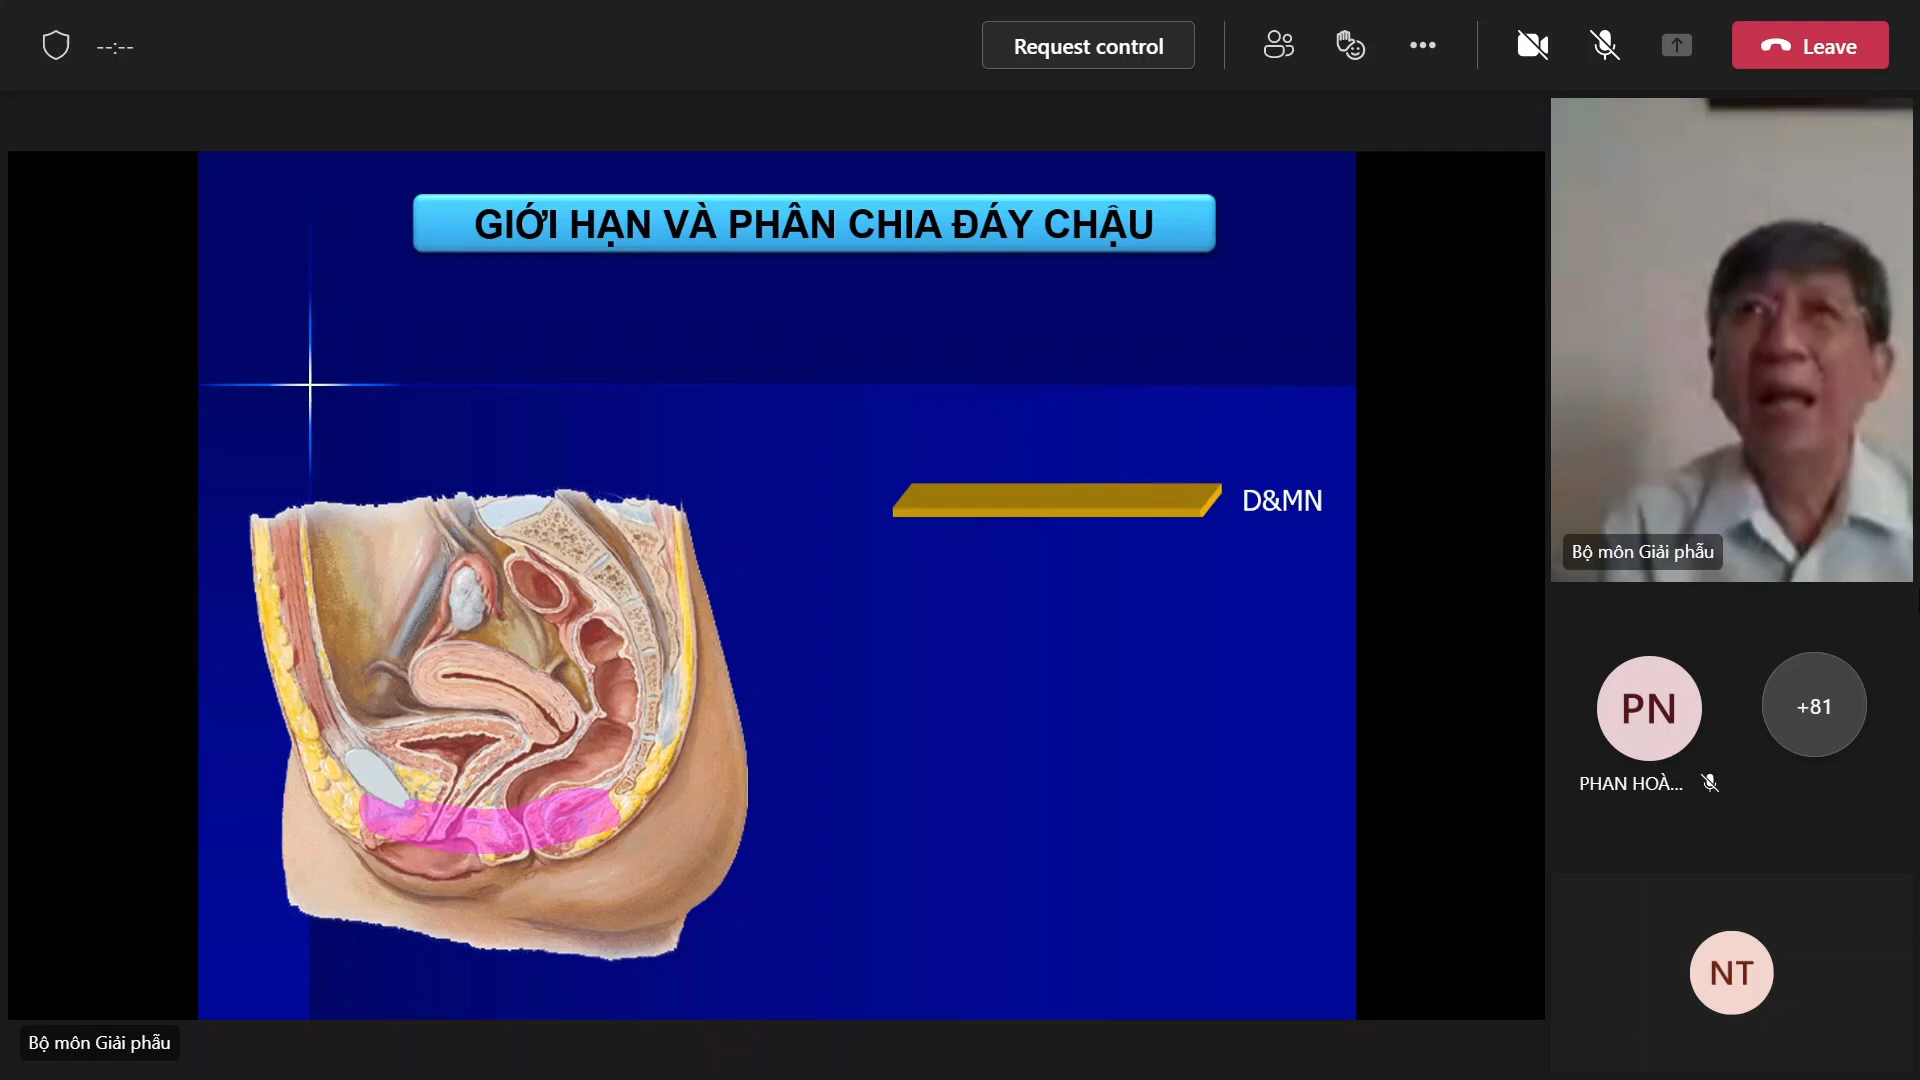 --:--
Request control
Leave
GIỚI HẠN VÀ PHÂN CHIA ĐÁY CHẬU
D&MN
Bộ môn Giải phẫu
PN
+81
PHAN HOÀ...
NT
Bộ môn Giải phẫu